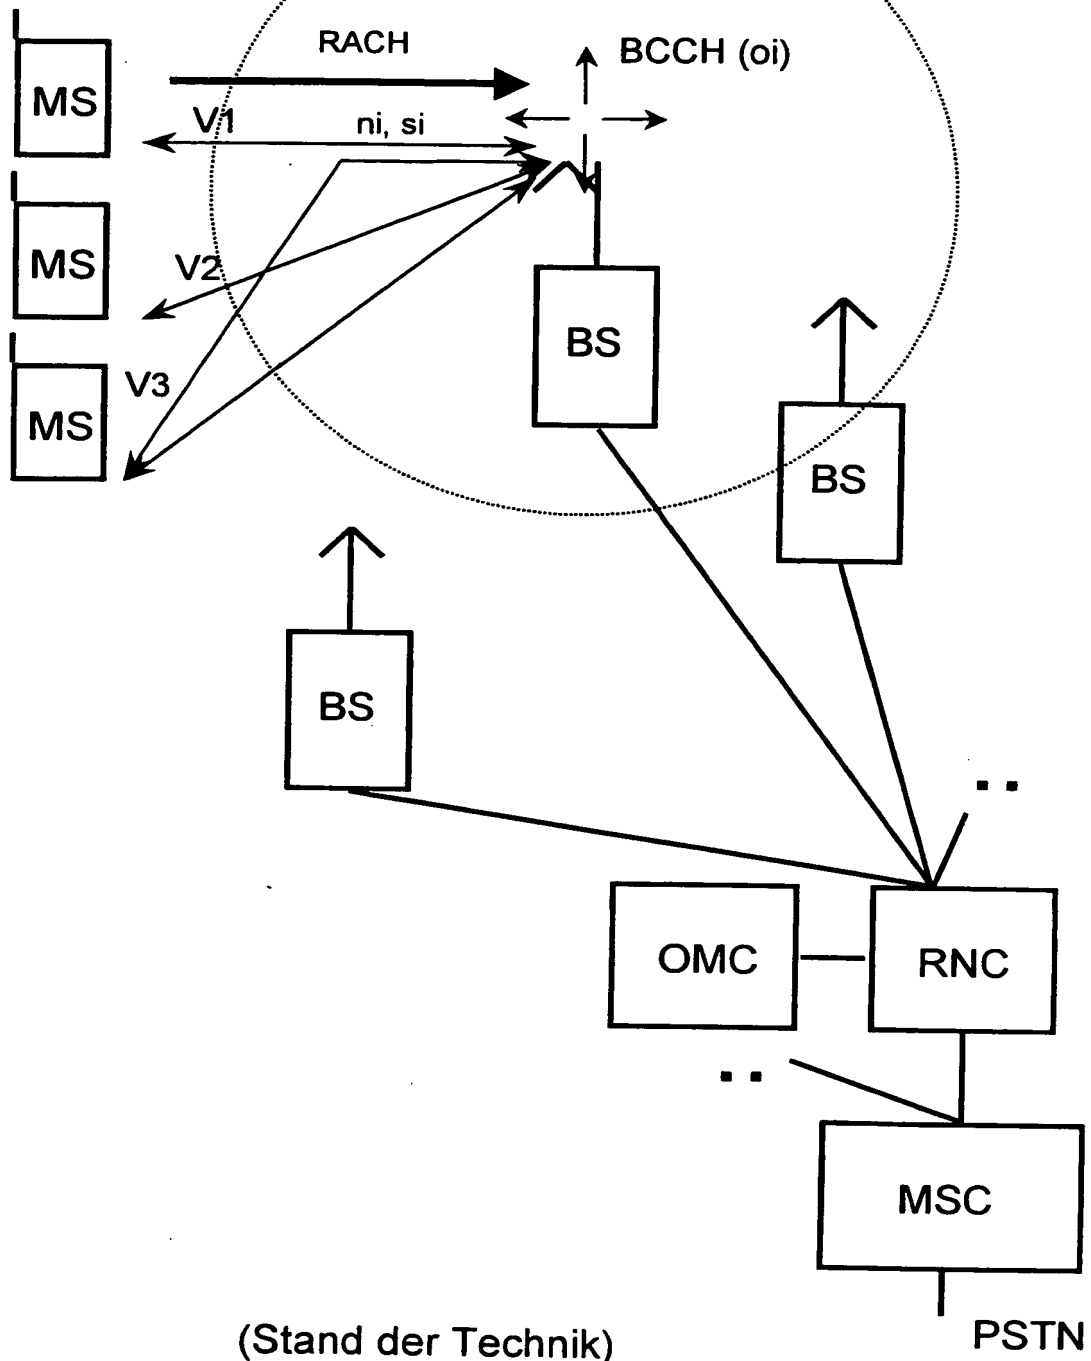 RACH
BCCH (oi)
MS
V1
ni, si
MS
V2
BS
MS
V3
BS
BS
. .
OMC
RNC
. .
MSC
(Stand der Technik)
PSTN